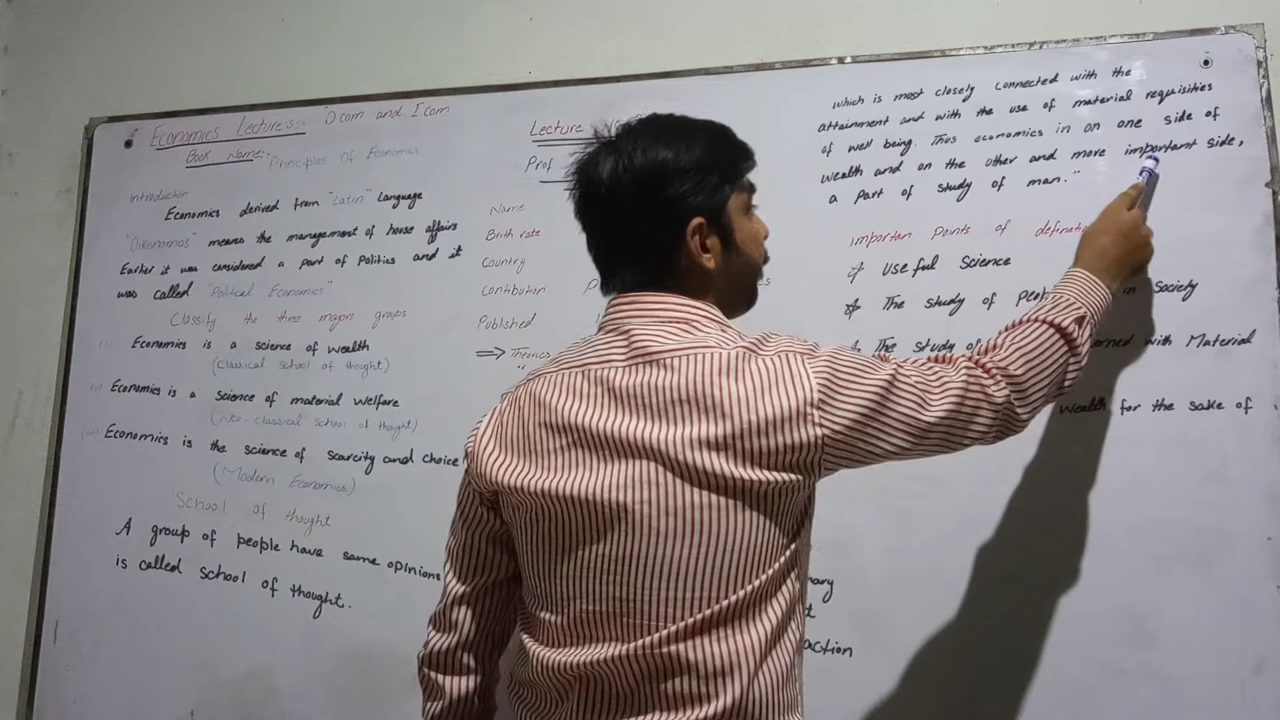 Economics Lectures:- "D.com and I.com
Book Name:- Principles Of Economics
Introduction
Economics derived from "Latin" Language
"Oikonamos" means the management of house affairs
Earlier it was considered a part of Politics and it
was called "Political Economics"
Classify the three majors groups
(i) Economics is a science of wealth
(Classical school of thought)
(ii) Economics is a science of material welfare
(Neo-classical school of thought)
(iii) Economics is the science of scarcity and choice
(Modern Economics)
School of thought
A group of people have same opinions
is called school of thought.
Lecture
Prof
Name
Brith rate
Country
Contibution
Published
⇒ Theories
which is most closely connected with the
attainment and with the use of material requisities
of well being. Thus economics in on one side of
wealth and on the other and more important side,
a part of study of man."
Importan points of
Useful Science
The study of in Society
The study of with Material
wealth for the sake of